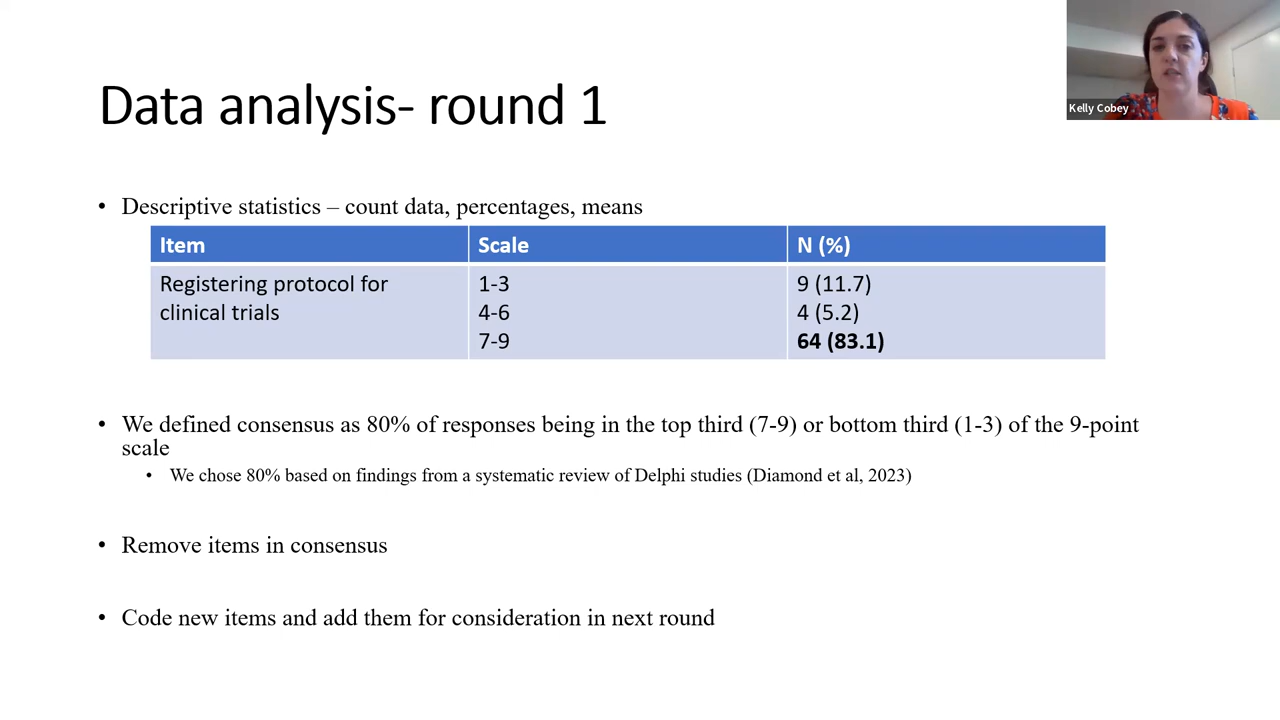 Kelly Cobey
Data analysis- round 1
• Descriptive statistics – count data, percentages, means
Item Scale N (%)
Registering protocol for 1-3 9 (11.7)
clinical trials 4-6 4 (5.2)
7-9 64 (83.1)
• We defined consensus as 80% of responses being in the top third (7-9) or bottom third (1-3) of the 9-point
scale
• We chose 80% based on findings from a systematic review of Delphi studies (Diamond et al, 2023)
• Remove items in consensus
• Code new items and add them for consideration in next round